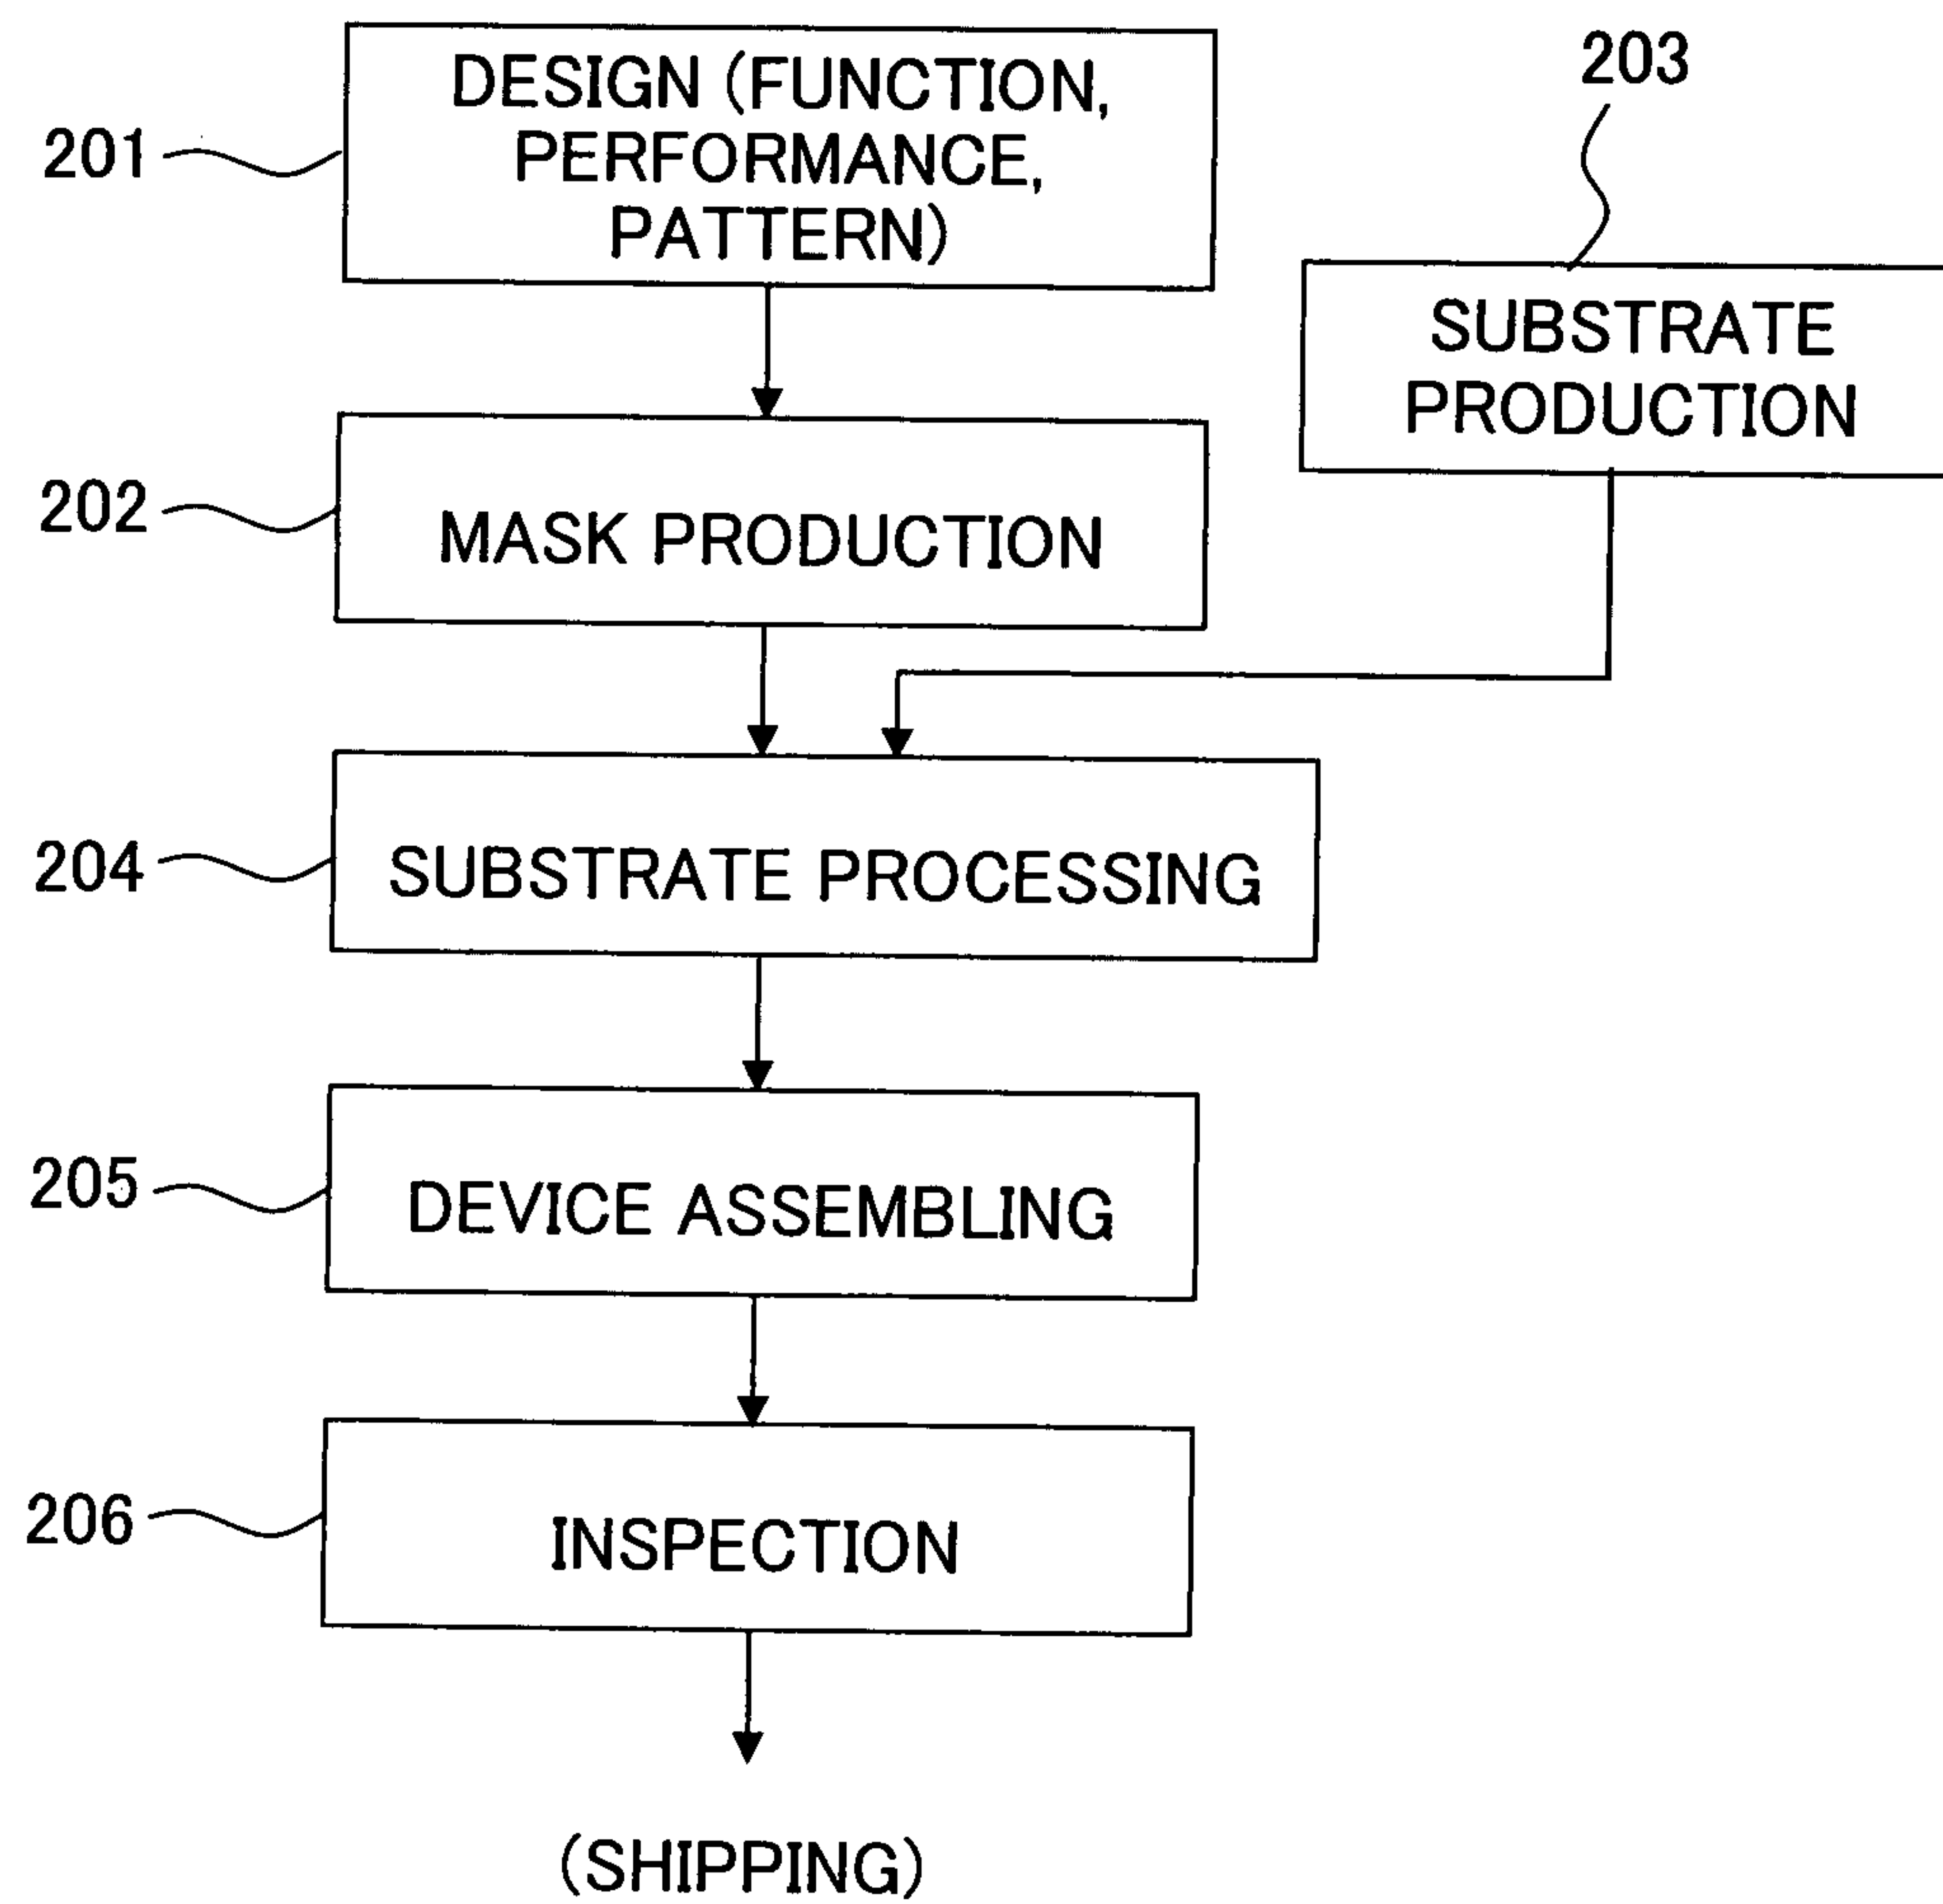 201
DESIGN (FUNCTION,
PERFORMANCE,
PATTERN)
203
SUBSTRATE
PRODUCTION
202
MASK PRODUCTION
204
SUBSTRATE PROCESSING
205
DEVICE ASSEMBLING
206
INSPECTION
(SHIPPING)